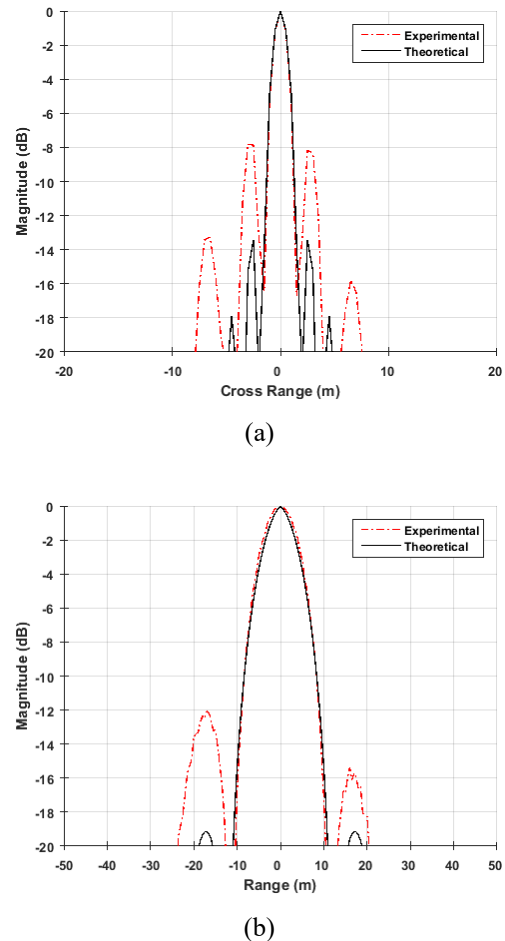 0
-2
-4
-6
-8
-10
-12
-14
-16
-18
-20
Magnitude (dB)
Experimental
Theoretical
-20 -10 0 10 20
Cross Range (m)
(a)
0
-2
-4
-6
-8
-10
-12
-14
-16
-18
-20
Magnitude (dB)
Experimental
Theoretical
-50 -40 -30 -20 -10 0 10 20 30 40 50
Range (m)
(b)